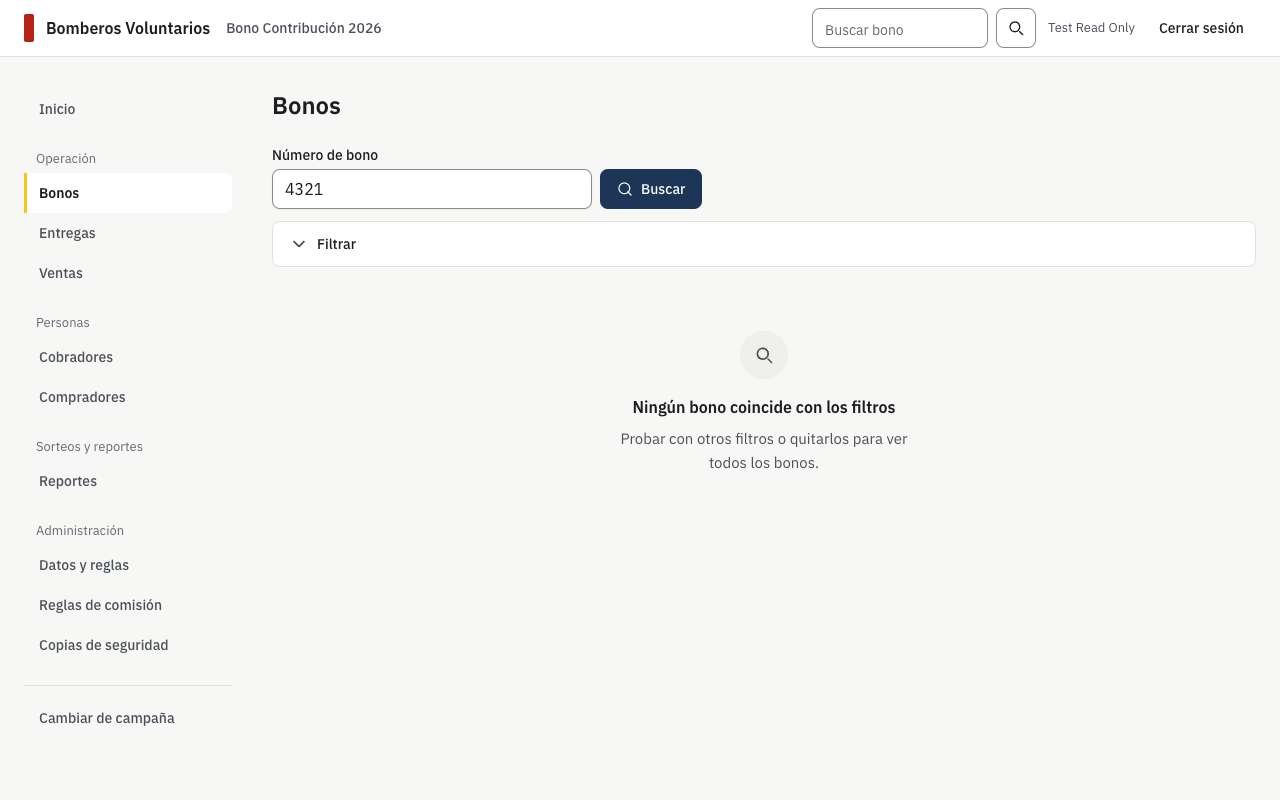 Bomberos Voluntarios
Bono Contribución 2026
Buscar bono
Test Read Only
Cerrar sesión
Inicio
Operación
Bonos
Entregas
Ventas
Personas
Cobradores
Compradores
Sorteos y reportes
Reportes
Administración
Datos y reglas
Reglas de comisión
Copias de seguridad
Cambiar de campaña
Bonos
Número de bono
4321
Buscar
Filtrar
Ningún bono coincide con los filtros
Probar con otros filtros o quitarlos para ver
todos los bonos.